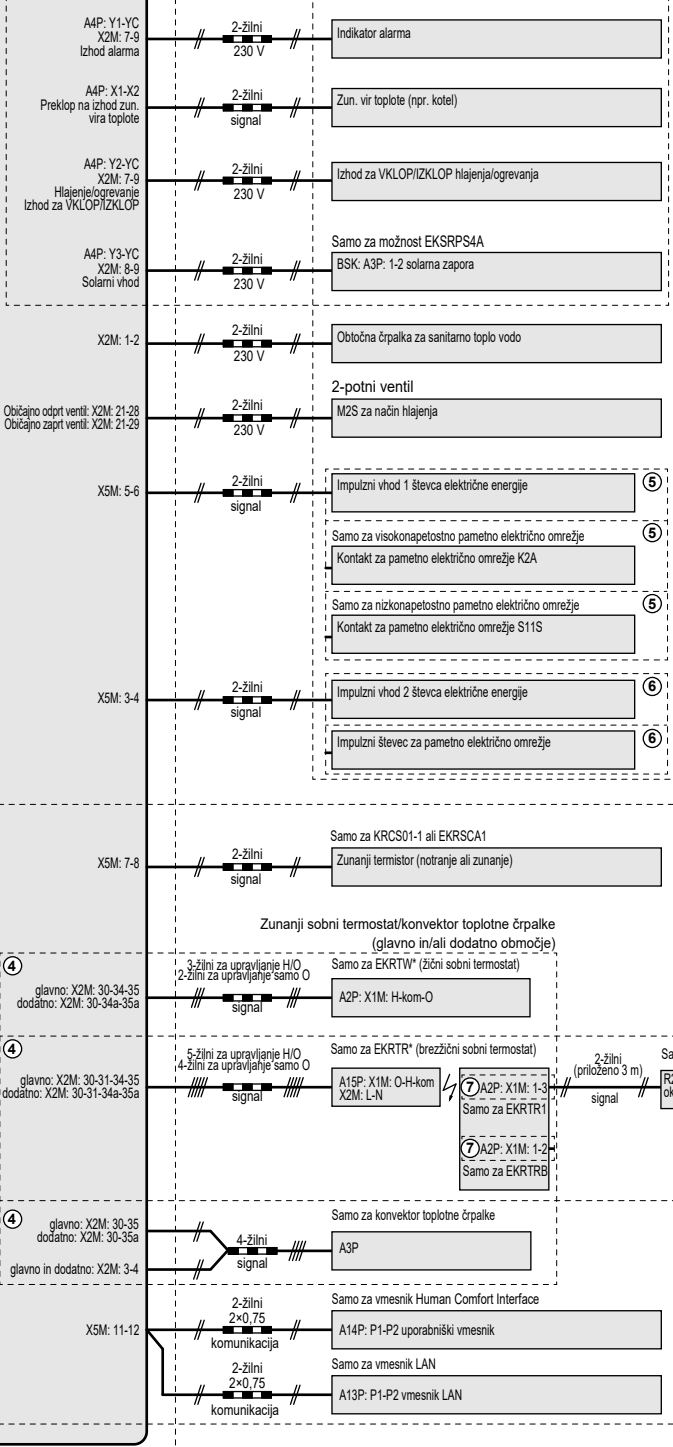 A4P: Y1-YC
X2M: 7-9
Izhod alarma
2-žilni
230 V
Indikator alarma
A4P: X1-X2
Preklop na izhod zun.
vira toplote
2-žilni
signal
Zun. vir toplote (npr. kotel)
A4P: Y2-YC
X2M: 7-9
Hlajenje/ogrevanje
Izhod za VKLOP/IZKLOP
2-žilni
230 V
Izhod za VKLOP/IZKLOP hlajenja/ogrevanja
A4P: Y3-YC
X2M: 8-9
Solarni vhod
2-žilni
230 V
Samo za možnost EKSRPS4A
BSK: A3P: 1-2 solarna zapora
X2M: 1-2
2-žilni
230 V
Obtočna črpalka za sanitarno toplo vodo
2-potni ventil
Običajno odprt ventil: X2M: 21-28
Običajno zaprt ventil: X2M: 21-29
2-žilni
230 V
M2S za način hlajenja
X5M: 5-6
2-žilni
signal
Impulzni vhod 1 števca električne energije
5
Samo za visokonapetostno pametno električno omrežje
5
Kontakt za pametno električno omrežje K2A
Samo za nizkonapetostno pametno električno omrežje
5
Kontakt za pametno električno omrežje S11S
X5M: 3-4
2-žilni
signal
Impulzni vhod 2 števca električne energije
6
Impulzni števec za pametno električno omrežje
6
X5M: 7-8
2-žilni
signal
Samo za KRCS01-1 ali EKRSCA1
Zunanji termistor (notranje ali zunanje)
Zunanji sobni termostat/konvektor toplotne črpalke
(glavno in/ali dodatno območje)
4
glavno: X2M: 30-34-35
dodatno: X2M: 30-34a-35a
3-žilni za upravljanje H/O
2-žilni za upravljanje samo O
signal
Samo za EKRTW* (žični sobni termostat)
A2P: X1M: H-kom-O
4
glavno: X2M: 30-31-34-35
dodatno: X2M: 30-31-34a-35a
5-žilni za upravljanje H/O
4-žilni za upravljanje samo O
signal
Samo za EKRTR* (brezžični sobni termostat)
A15P: X1M: O-H-kom
X2M: L-N
7 A2P: X1M: 1-3
Samo za EKRTR1
7 A2P: X1M: 1-2
Samo za EKRTRB
2-žilni
(priloženo 3 m)
signal
Sa
R2
ok
4
glavno: X2M: 30-35
dodatno: X2M: 30-35a
glavno in dodatno: X2M: 3-4
4-žilni
signal
Samo za konvektor toplotne črpalke
A3P
X5M: 11-12
2-žilni
2×0,75
komunikacija
Samo za vmesnik Human Comfort Interface
A14P: P1-P2 uporabniški vmesnik
2-žilni
2×0,75
komunikacija
Samo za vmesnik LAN
A13P: P1-P2 vmesnik LAN